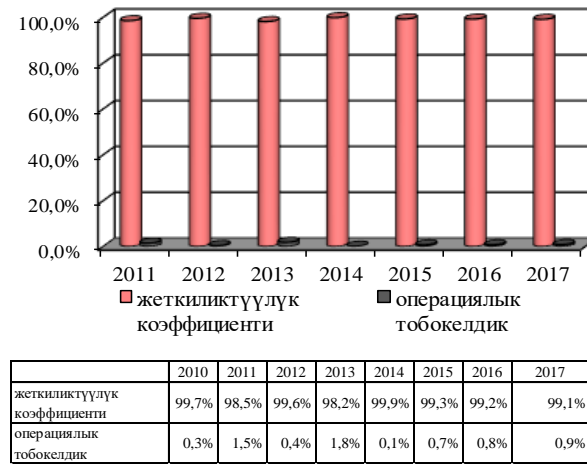 100,0%
80,0%
60,0%
40,0%
20,0%
0,0%
2011 2012 2013 2014 2015 2016 2017
жеткиликтүүлүк коэффициенти
операциялык тобокелдик
2010 2011 2012 2013 2014 2015 2016 2017
жеткиликтүүлүк коэффициенти 99,7% 98,5% 99,6% 98,2% 99,9% 99,3% 99,2% 99,1%
операциялык тобокелдик 0,3% 1,5% 0,4% 1,8% 0,1% 0,7% 0,8% 0,9%